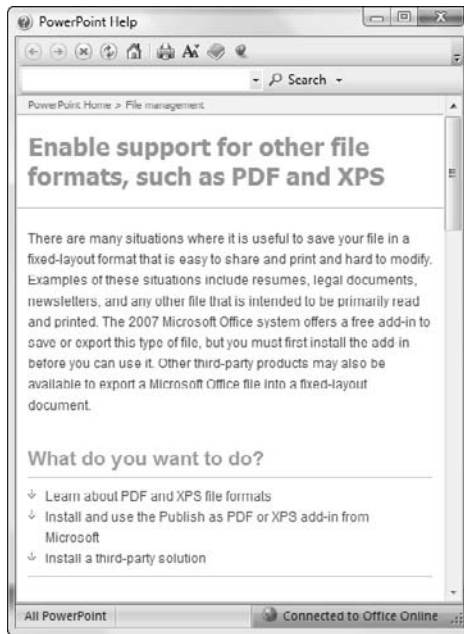 PowerPoint Help
Search
PowerPoint Home > File management
Enable support for other file
formats, such as PDF and XPS
There are many situations where it is useful to save your file in a
fixed-layout format that is easy to share and print and hard to modify.
Examples of these situations include resumes, legal documents,
newsletters, and any other file that is intended to be primarily read
and printed. The 2007 Microsoft Office system offers a free add-in to
save or export this type of file, but you must first install the add-in
before you can use it. Other third-party products may also be
available to export a Microsoft Office file into a fixed-layout
document.
What do you want to do?
Learn about PDF and XPS file formats
Install and use the Publish as PDF or XPS add-in from
Microsoft
Install a third-party solution
All PowerPoint
Connected to Office Online